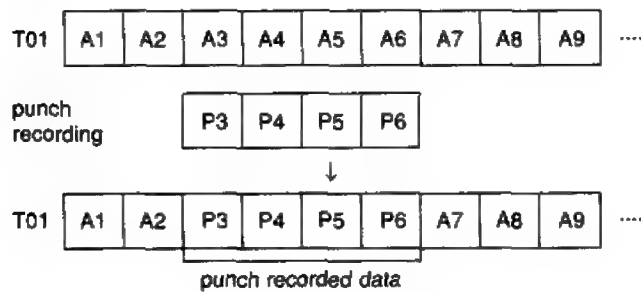 T01 A1 A2 A3 A4 A5 A6 A7 A8 A9 ....
punch
recording
P3 P4 P5 P6
↓
T01 A1 A2 P3 P4 P5 P6 A7 A8 A9 ....
punch recorded data